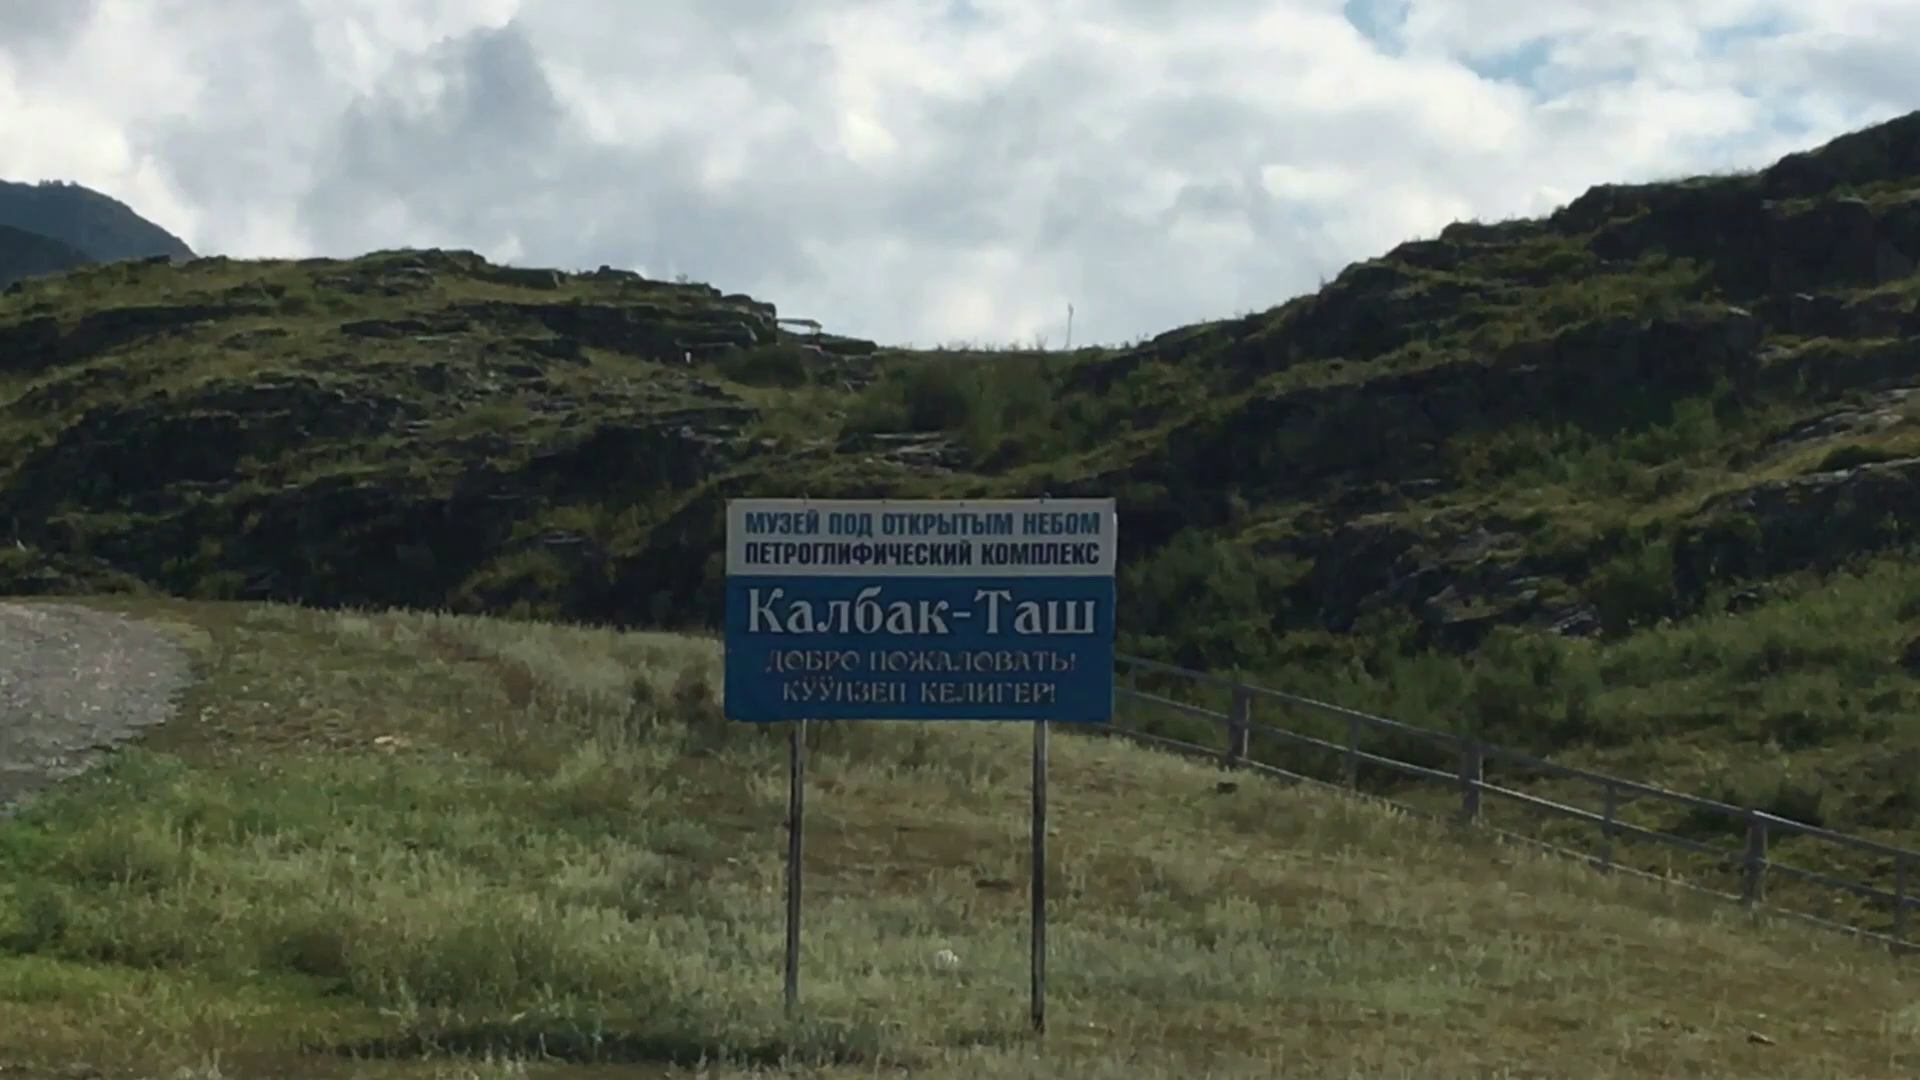 МУЗЕЙ ПОД ОТКРЫТЫМ НЕБОМ
ПЕТРОГЛИФИЧЕСКИЙ КОМПЛЕКС
Калбак-Таш
ДОБРО ПОЖАЛОВАТЬ!
КӰӰНЗЕП КЕЛИГЕР!